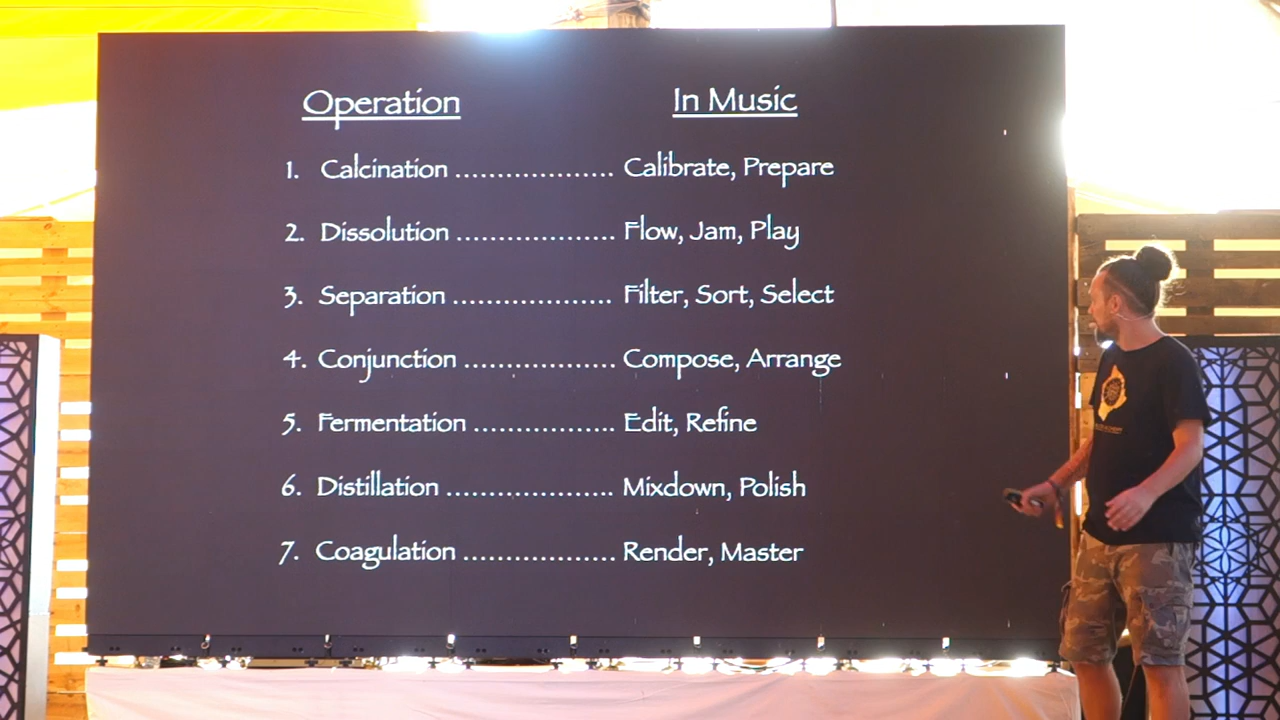 Operation In Music
1. Calcination ................... Calibrate, Prepare
2. Dissolution ................... Flow, Jam, Play
3. Separation ................... Filter, Sort, Select
4. Conjunction .................. Compose, Arrange
5. Fermentation ................. Edit, Refine
6. Distillation .................... Mixdown, Polish
7. Coagulation .................. Render, Master